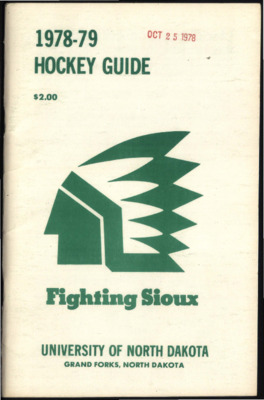 1978-79
OCT 25 1978
HOCKEY GUIDE
$2.00
Fighting Sioux
UNIVERSITY OF NORTH DAKOTA
GRAND FORKS, NORTH DAKOTA